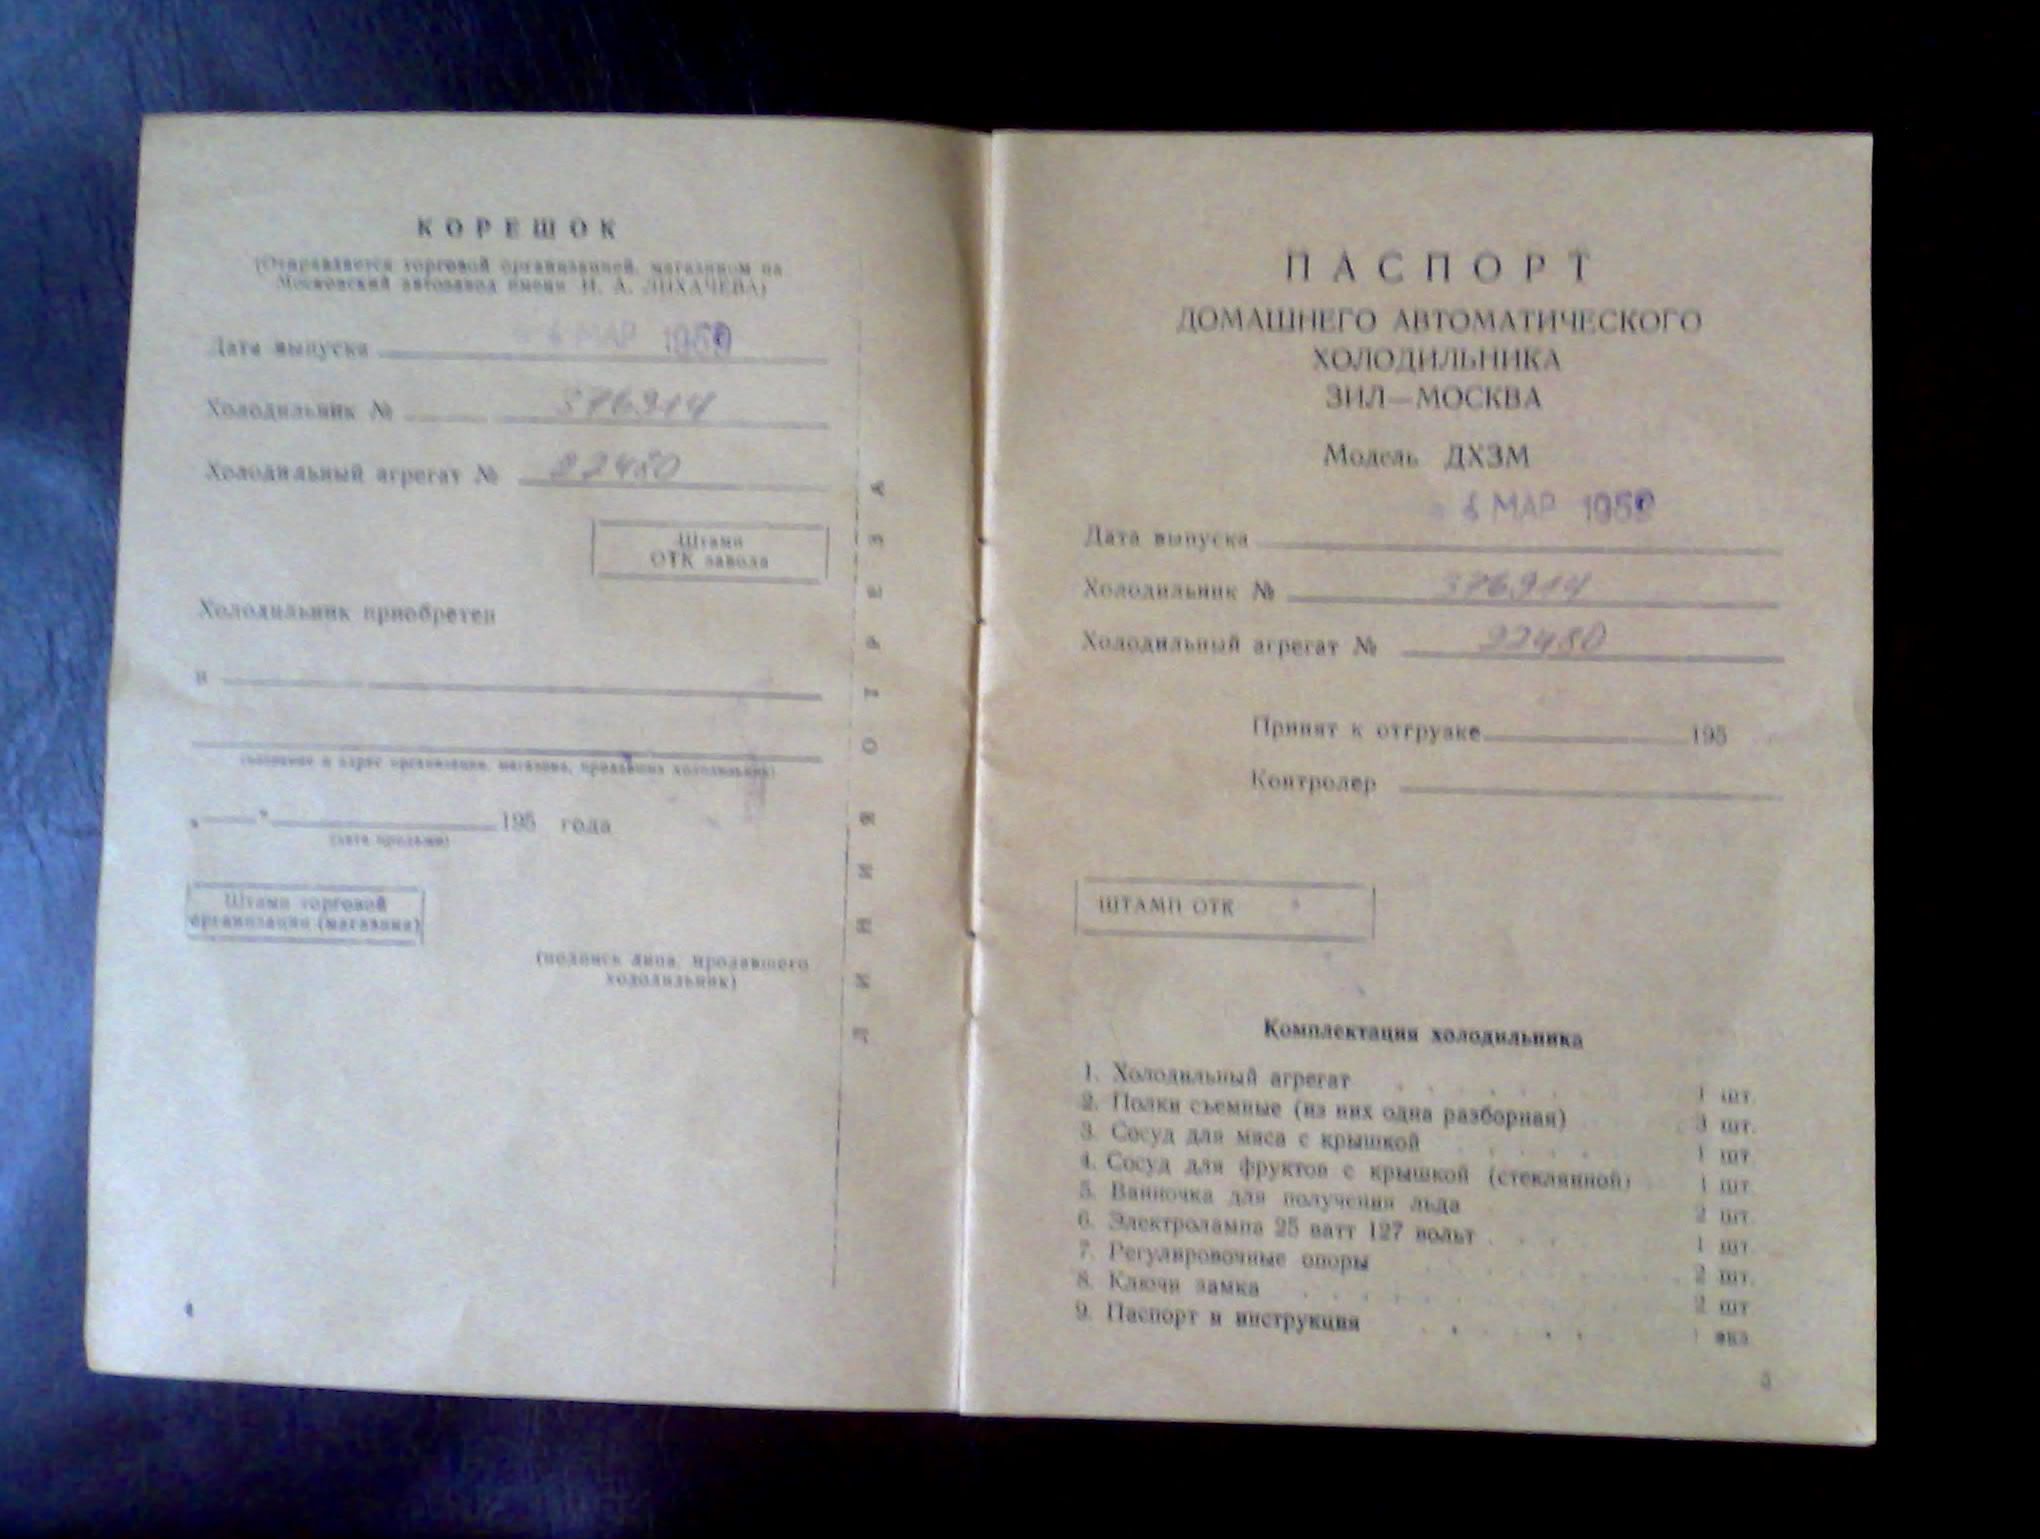 КОРЕШОК
(Отправляется торговой организацией, магазином на
Московский автозавод имени И. А. ЛИХАЧЕВА)
Дата выпуска МАР 1959
Холодильник № 376914
Холодильный агрегат № 22480
Штамп
ОТК завода
Холодильник приобретен
в
(название и адрес организации, магазина, продавших холодильник)
„ " 195 года
(дата продажи)
Штамп торговой
организации (магазина)
(подпись лица, продавшего
холодильник)
ЛИНИЯ ОТРЕЗА
4
ПАСПОРТ
ДОМАШНЕГО АВТОМАТИЧЕСКОГО
ХОЛОДИЛЬНИКА
ЗИЛ—МОСКВА
Модель ДХЗМ
МАР 1959
Дата выпуска
Холодильник № 376914
Холодильный агрегат № 22480
Принят к отгрузке 195
Контролер
ШТАМП ОТК
Комплектация холодильника
1. Холодильный агрегат 1 шт.
2. Полки съемные (из них одна разборная) 3 шт.
3. Сосуд для мяса с крышкой 1 шт.
4. Сосуд для фруктов с крышкой (стеклянной) 1 шт.
5. Ванночка для получения льда 2 шт.
6. Электролампа 25 ватт 127 вольт 1 шт.
7. Регулировочные опоры 2 шт.
8. Ключи замка 2 шт.
9. Паспорт и инструкция 1 экз.
5